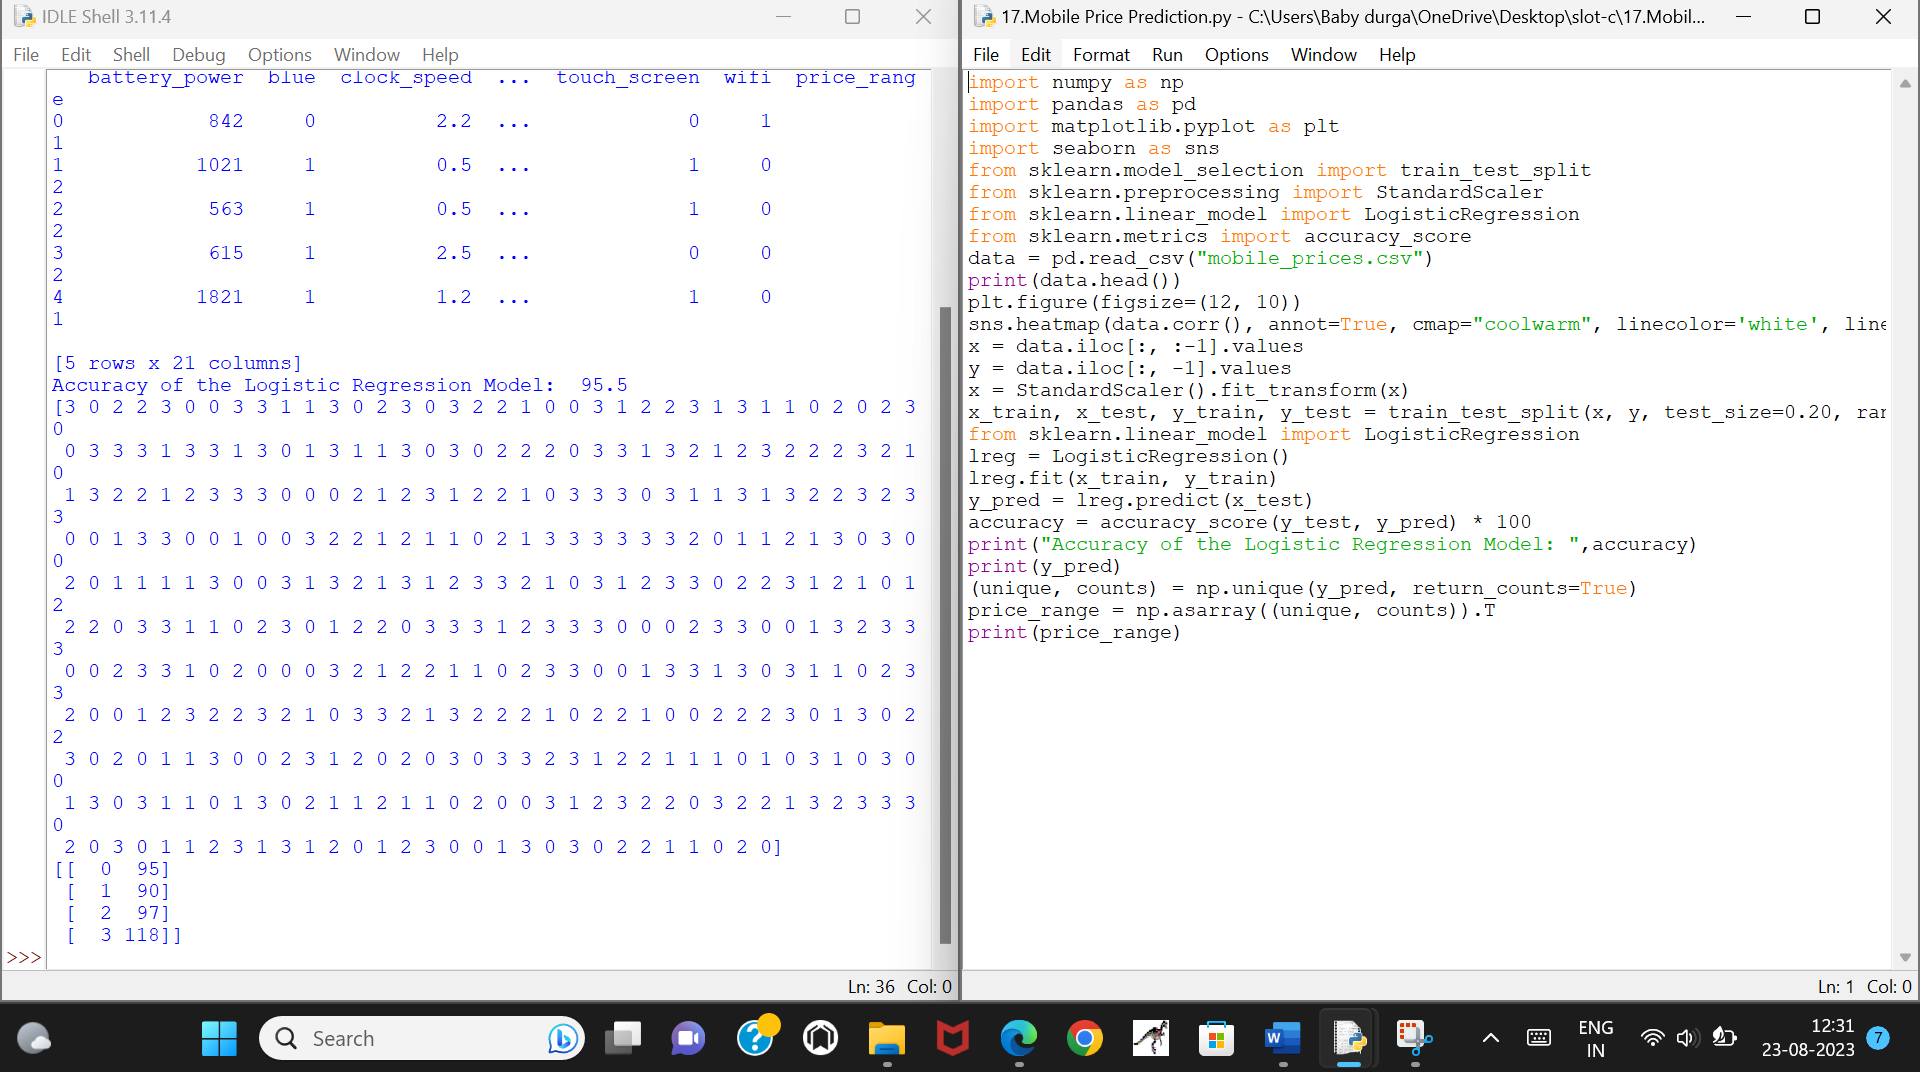 IDLE Shell 3.11.4
File Edit Shell Debug Options Window Help
battery_power blue clock_speed ... touch_screen wifi price_rang
e
0 842 0 2.2 ... 0 1
1
1 1021 1 0.5 ... 1 0
2
2 563 1 0.5 ... 1 0
2
3 615 1 2.5 ... 0 0
2
4 1821 1 1.2 ... 1 0
1
[5 rows x 21 columns]
Accuracy of the Logistic Regression Model:  95.5
[3 0 2 2 3 0 0 3 3 1 1 3 0 2 3 0 3 2 2 1 0 0 3 1 2 2 3 1 3 1 1 0 2 0 2 3
0
0 3 3 3 1 3 3 1 3 0 1 3 1 1 3 0 3 0 2 2 2 0 3 3 1 3 2 1 2 3 2 2 2 3 2 1
0
1 3 2 2 1 2 3 3 3 0 0 0 2 1 2 3 1 2 2 1 0 3 3 3 0 3 1 1 3 1 3 2 2 3 2 3
3
0 0 1 3 3 0 0 1 0 0 3 2 2 1 2 1 1 0 2 1 3 3 3 3 3 3 2 0 1 1 2 1 3 0 3 0
0
2 0 1 1 1 1 3 0 0 3 1 3 2 1 3 1 2 3 3 2 1 0 3 1 2 3 3 0 2 2 3 1 2 1 0 1
2
2 2 0 3 3 1 1 0 2 3 0 1 2 2 0 3 3 3 1 2 3 3 3 0 0 0 2 3 3 0 0 1 3 2 3 3
3
0 0 2 3 3 1 0 2 0 0 0 3 2 1 2 2 1 1 0 2 3 3 0 0 1 3 3 1 3 0 3 1 1 0 2 3
3
2 0 0 1 2 3 2 2 3 2 1 0 3 3 2 1 3 2 2 2 1 0 2 2 1 0 0 2 2 2 3 0 1 3 0 2
2
3 0 2 0 1 1 3 0 0 2 3 1 2 0 2 0 3 0 3 3 2 3 1 2 2 1 1 1 0 1 0 3 1 0 3 0
0
1 3 0 3 1 1 0 1 3 0 2 1 1 2 1 1 0 2 0 0 3 1 2 3 2 2 0 3 2 2 1 3 2 3 3 3
0
2 0 3 0 1 1 2 3 1 3 1 2 0 1 2 3 0 0 1 3 0 3 0 2 2 1 1 0 2 0]
[[  0  95]
[  1  90]
[  2  97]
[  3 118]]
>>>
Ln: 36 Col: 0
17.Mobile Price Prediction.py - C:\Users\Baby durga\OneDrive\Desktop\slot-c\17.Mobil...
File Edit Format Run Options Window Help
import numpy as np
import pandas as pd
import matplotlib.pyplot as plt
import seaborn as sns
from sklearn.model_selection import train_test_split
from sklearn.preprocessing import StandardScaler
from sklearn.linear_model import LogisticRegression
from sklearn.metrics import accuracy_score
data = pd.read_csv("mobile_prices.csv")
print(data.head())
plt.figure(figsize=(12, 10))
sns.heatmap(data.corr(), annot=True, cmap="coolwarm", linecolor='white', line
x = data.iloc[:, :-1].values
y = data.iloc[:, -1].values
x = StandardScaler().fit_transform(x)
x_train, x_test, y_train, y_test = train_test_split(x, y, test_size=0.20, ran
from sklearn.linear_model import LogisticRegression
lreg = LogisticRegression()
lreg.fit(x_train, y_train)
y_pred = lreg.predict(x_test)
accuracy = accuracy_score(y_test, y_pred) * 100
print("Accuracy of the Logistic Regression Model: ",accuracy)
print(y_pred)
(unique, counts) = np.unique(y_pred, return_counts=True)
price_range = np.asarray((unique, counts)).T
print(price_range)
Ln: 1 Col: 0
Search
ENG
IN
12:31
23-08-2023
7